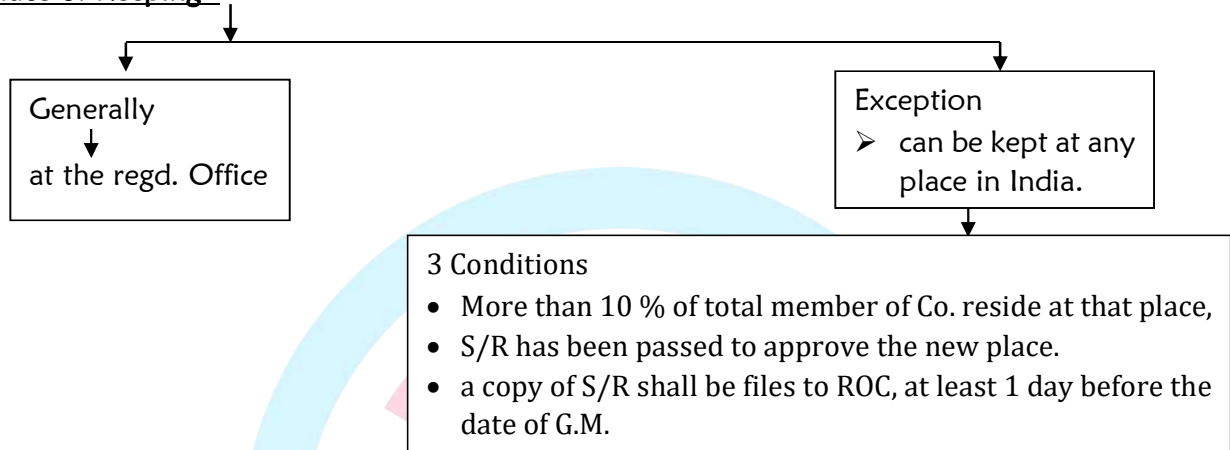 Generally
at the regd. Office
Exception
➢ can be kept at any
place in India.
3 Conditions
• More than 10 % of total member of Co. reside at that place,
• S/R has been passed to approve the new place.
• a copy of S/R shall be files to ROC, at least 1 day before the
date of G.M.